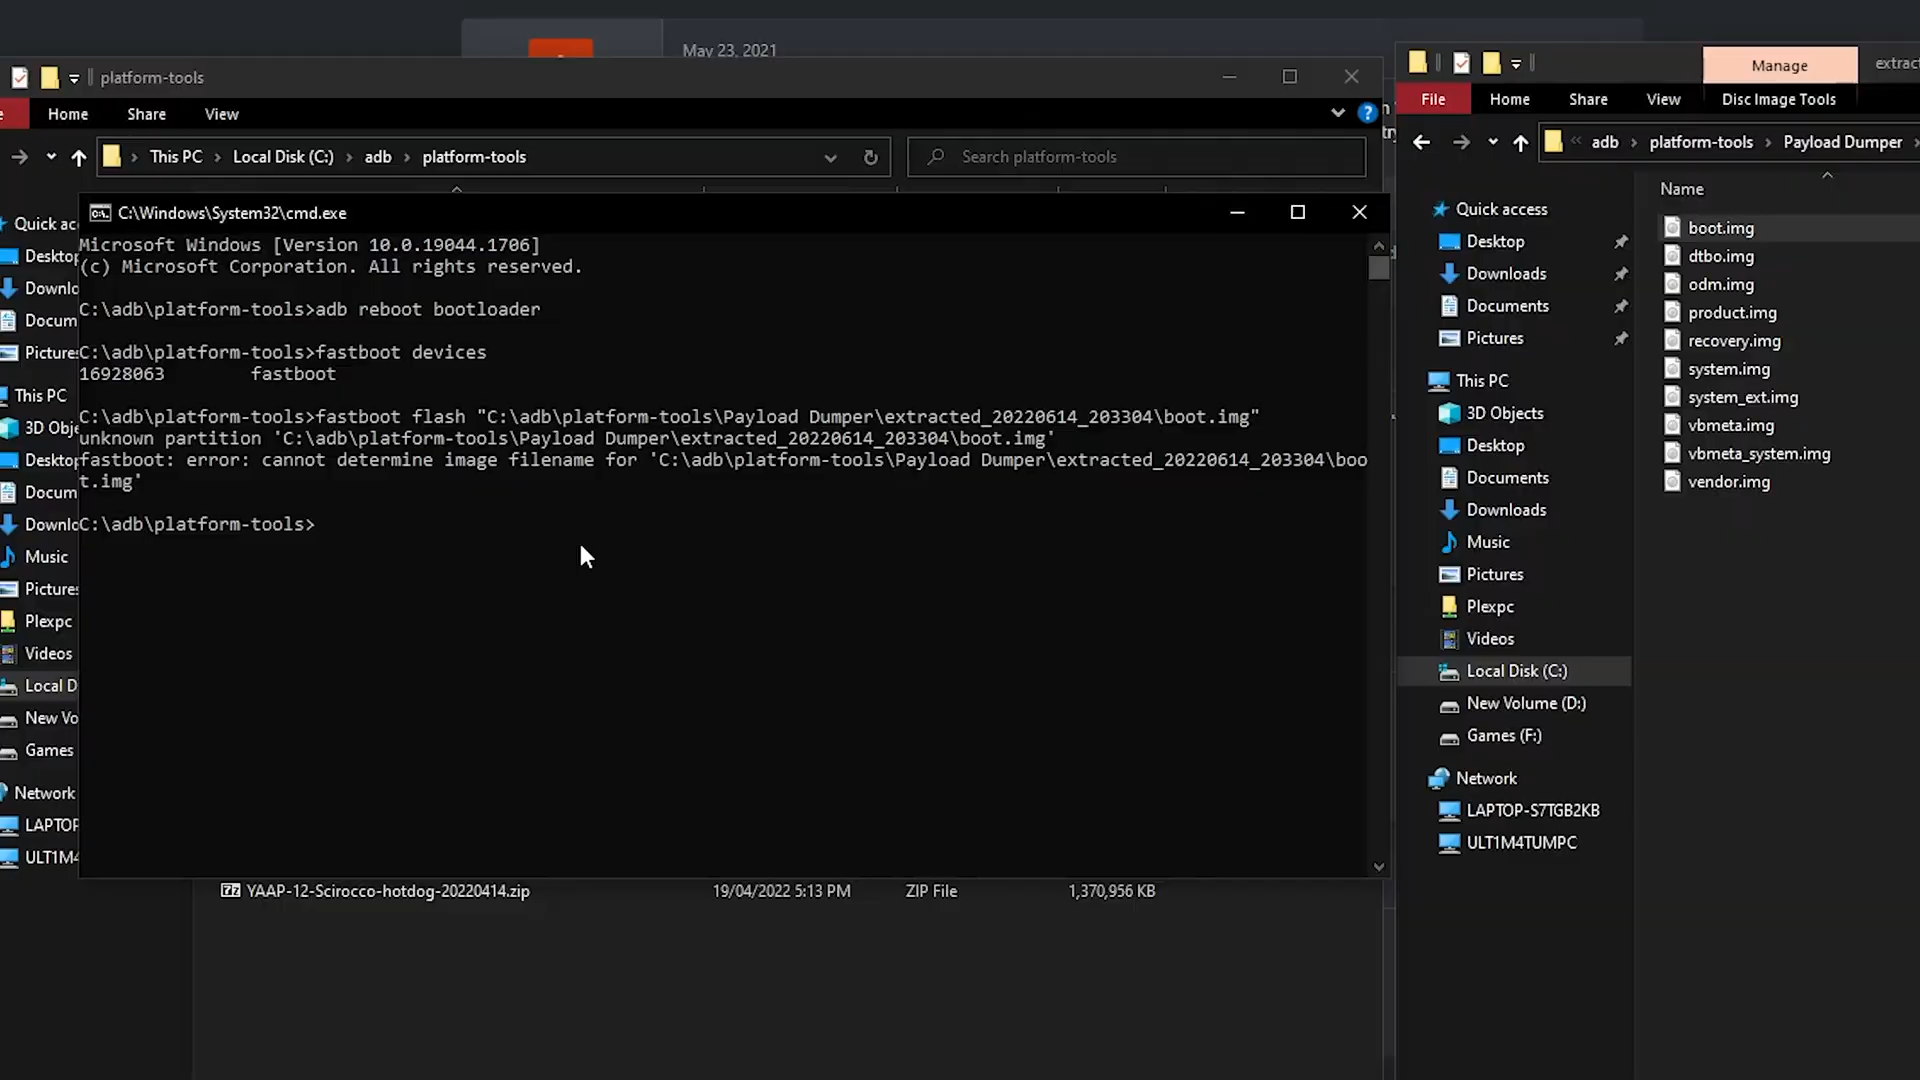 May 23, 2021
platform-tools
Home Share View
This PC Local Disk (C:) adb platform-tools
Search platform-tools
C:\Windows\System32\cmd.exe
Microsoft Windows [Version 10.0.19044.1706]
(c) Microsoft Corporation. All rights reserved.
C:\adb\platform-tools>adb reboot bootloader
C:\adb\platform-tools>fastboot devices
16928063 fastboot
C:\adb\platform-tools>fastboot flash "C:\adb\platform-tools\Payload Dumper\extracted_20220614_203304\boot.img"
unknown partition 'C:\adb\platform-tools\Payload Dumper\extracted_20220614_203304\boot.img'
fastboot: error: cannot determine image filename for 'C:\adb\platform-tools\Payload Dumper\extracted_20220614_203304\boo
t.img'
C:\adb\platform-tools>
Quick ac
Deskto
Downlo
Docum
Picture
This PC
3D Obje
Deskto
Docum
Downlo
Music
Picture
Plexpc
Videos
Local D
New Vo
Games
Network
LAPTOP
ULT1M4
YAAP-12-Scirocco-hotdog-20220414.zip 19/04/2022 5:13 PM ZIP File 1,370,956 KB
Manage extrac
File Home Share View Disc Image Tools
adb platform-tools Payload Dumper
Quick access
Desktop
Downloads
Documents
Pictures
This PC
3D Objects
Desktop
Documents
Downloads
Music
Pictures
Plexpc
Videos
Local Disk (C:)
New Volume (D:)
Games (F:)
Network
LAPTOP-S7TGB2KB
ULT1M4TUMPC
Name
boot.img
dtbo.img
odm.img
product.img
recovery.img
system.img
system_ext.img
vbmeta.img
vbmeta_system.img
vendor.img